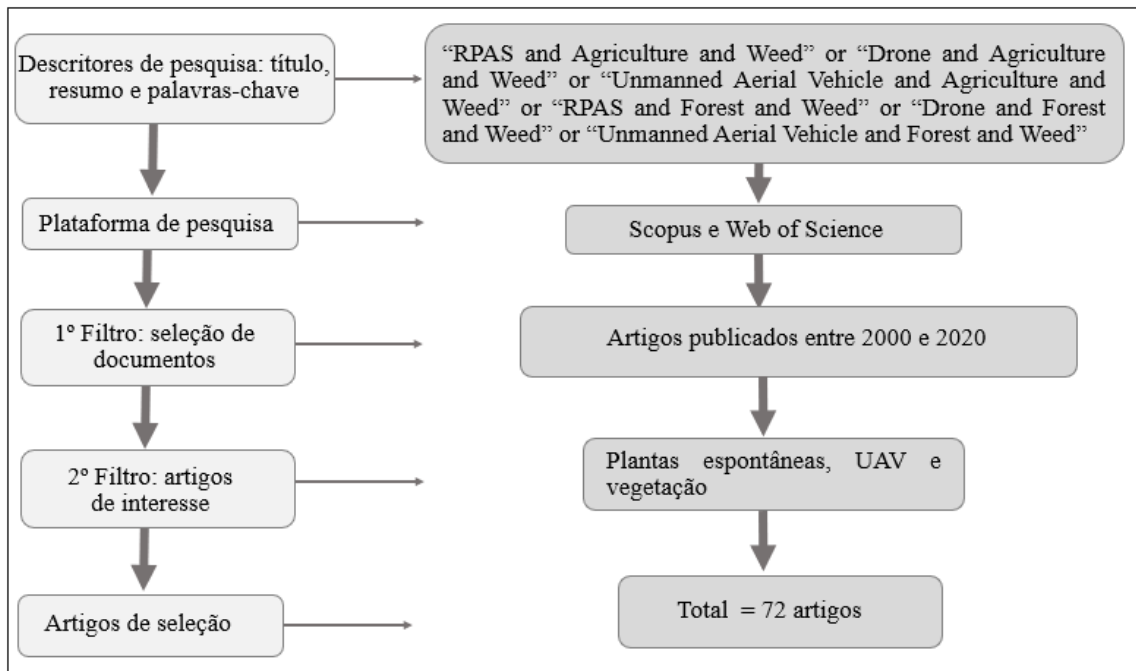 Descritores de pesquisa: título,
resumo e palavras-chave
“RPAS and Agriculture and Weed” or “Drone and Agriculture
and Weed” or “Unmanned Aerial Vehicle and Agriculture and
Weed” or “RPAS and Forest and Weed” or “Drone and Forest
and Weed” or “Unmanned Aerial Vehicle and Forest and Weed”
Plataforma de pesquisa
Scopus e Web of Science
1º Filtro: seleção de
documentos
Artigos publicados entre 2000 e 2020
2º Filtro: artigos
de interesse
Plantas espontâneas, UAV e
vegetação
Artigos de seleção
Total = 72 artigos